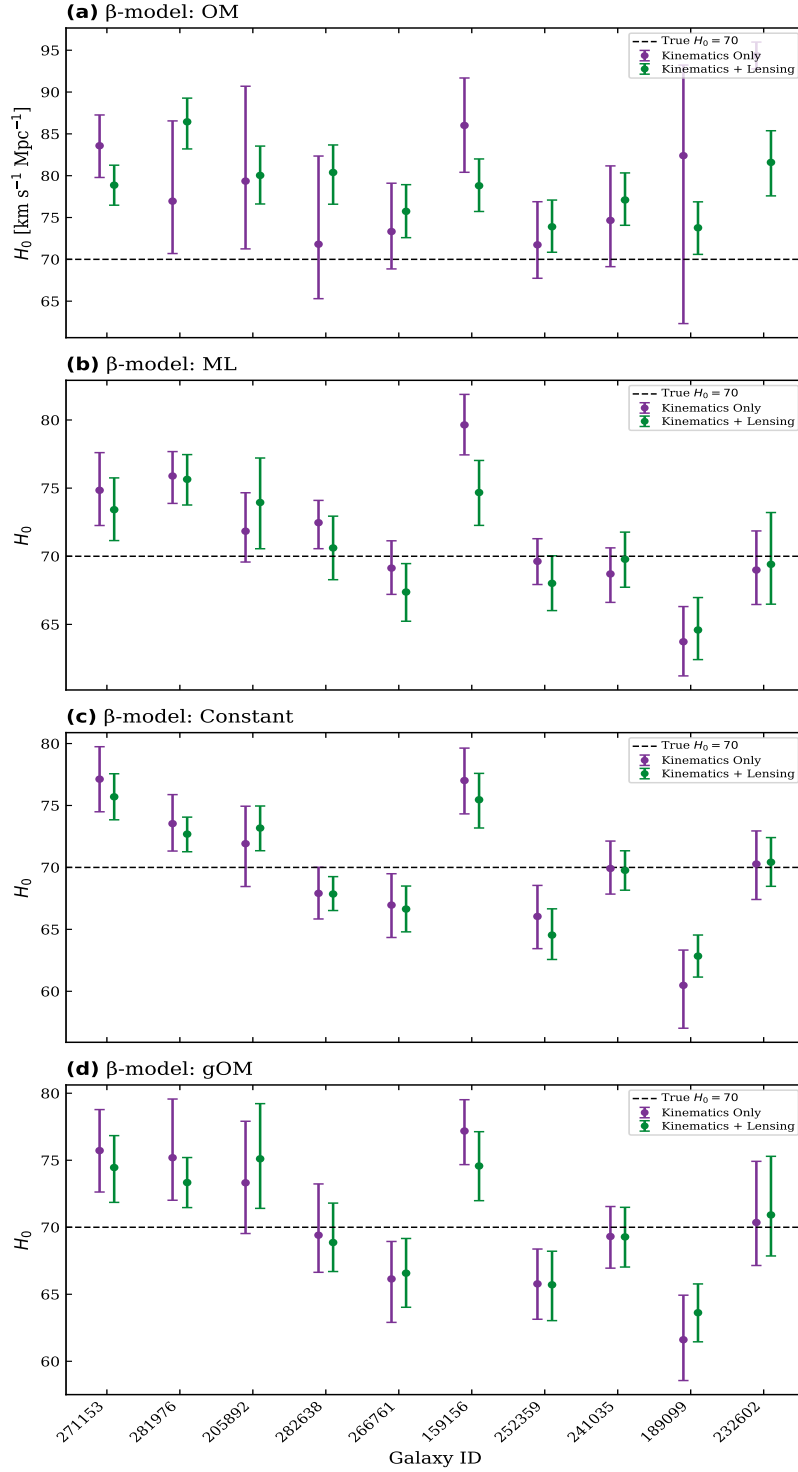 (a) β-model: OM
95
90
85
80
75
70
65
H₀ [km s⁻¹ Mpc⁻¹]
True H₀ = 70
Kinematics Only
Kinematics + Lensing
(b) β-model: ML
80
75
70
65
H₀
True H₀ = 70
Kinematics Only
Kinematics + Lensing
(c) β-model: Constant
80
75
70
65
60
H₀
True H₀ = 70
Kinematics Only
Kinematics + Lensing
(d) β-model: gOM
80
75
70
65
60
H₀
True H₀ = 70
Kinematics Only
Kinematics + Lensing
271153
281976
205892
282638
266761
159156
252359
241035
189099
232602
Galaxy ID